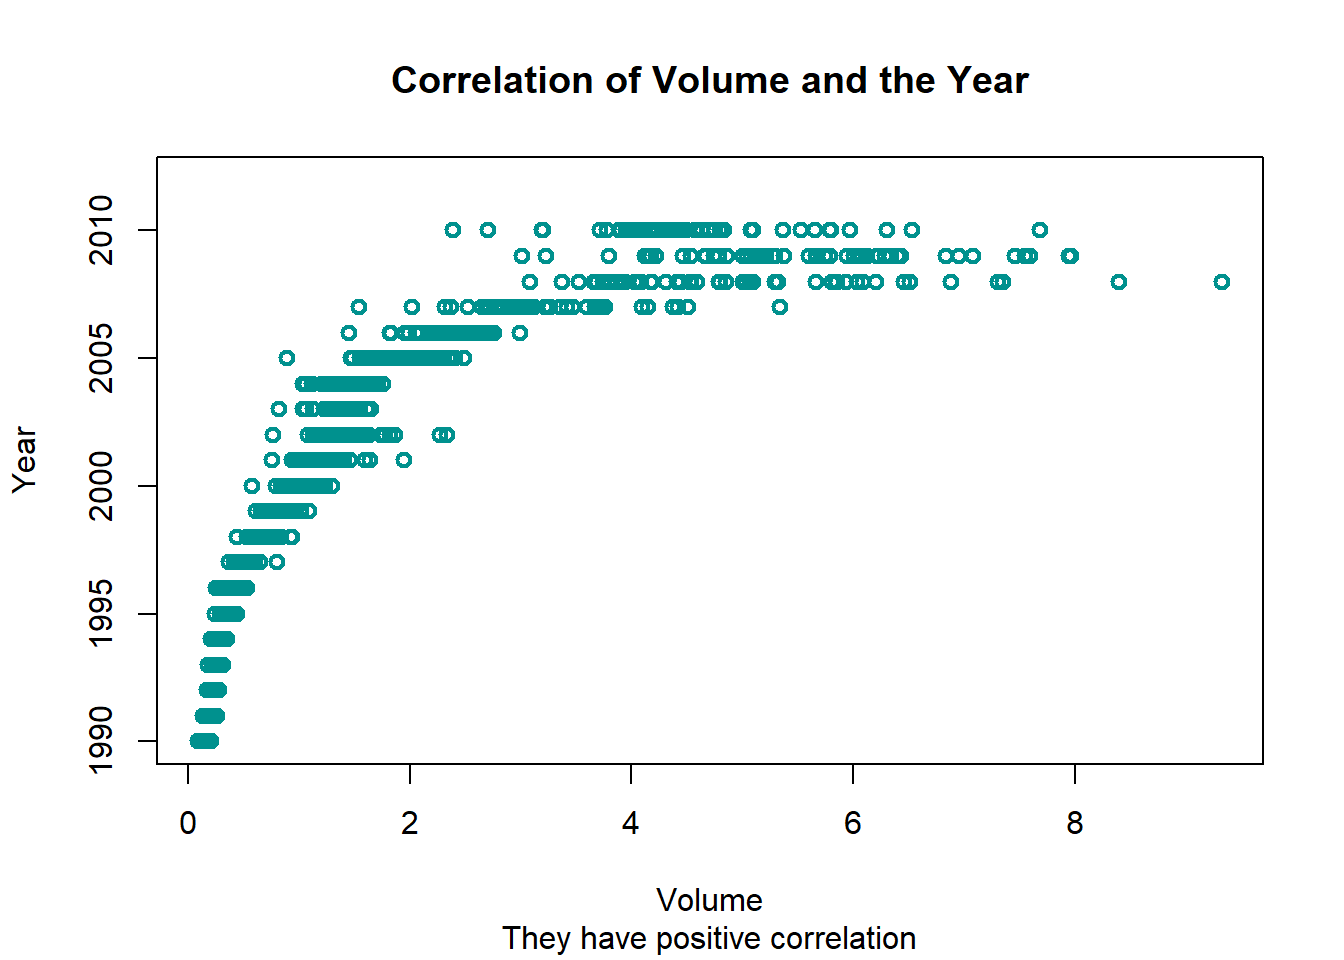 Correlation of Volume and the Year
Year
2010
2005
2000
1995
1990
0 2 4 6 8
Volume
They have positive correlation